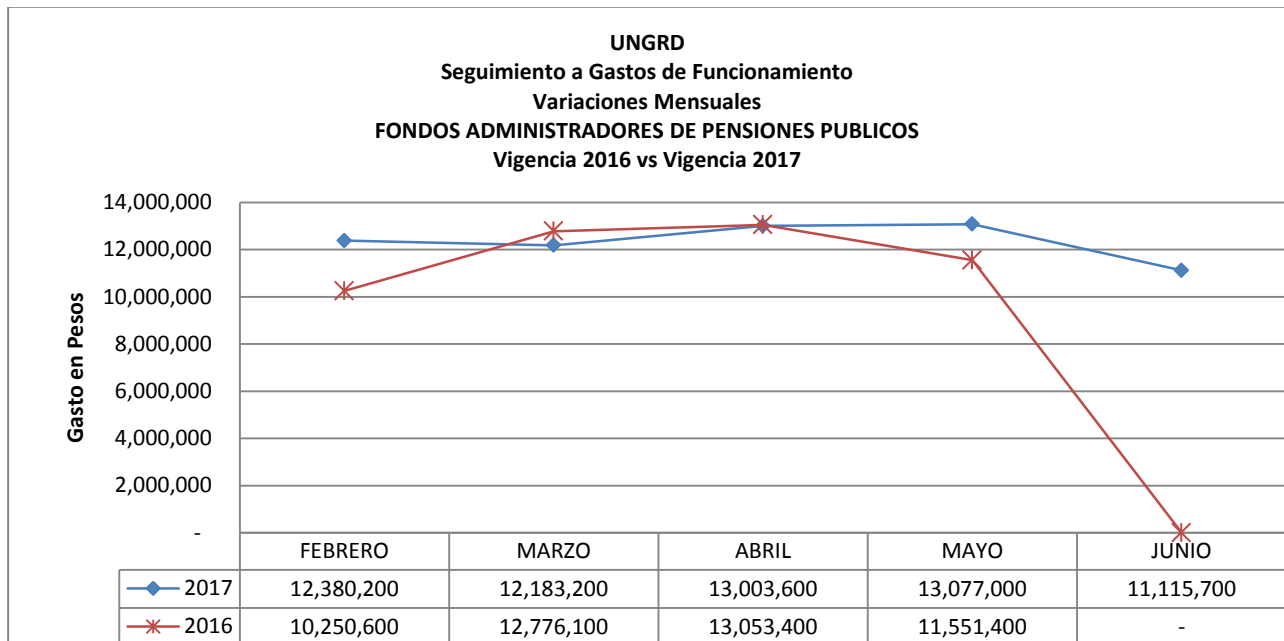 UNGRD
Seguimiento a Gastos de Funcionamiento
Variaciones Mensuales
FONDOS ADMINISTRADORES DE PENSIONES PUBLICOS
Vigencia 2016 vs Vigencia 2017
Gasto en Pesos
14,000,000
12,000,000
10,000,000
8,000,000
6,000,000
4,000,000
2,000,000
-
FEBRERO MARZO ABRIL MAYO JUNIO
2017 12,380,200 12,183,200 13,003,600 13,077,000 11,115,700
2016 10,250,600 12,776,100 13,053,400 11,551,400 -